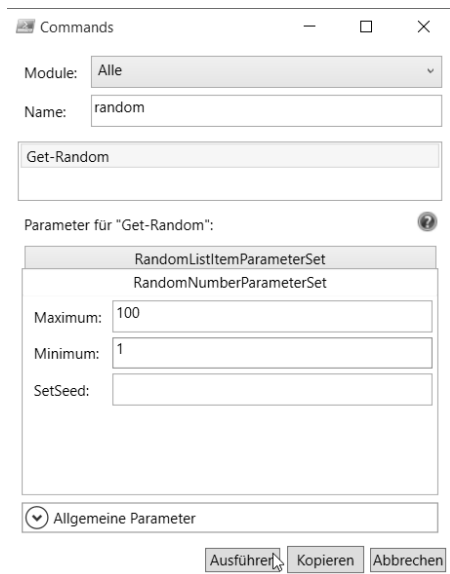 Commands
Module: Alle
Name: random
Get-Random
Parameter für "Get-Random":
RandomListItemParameterSet
RandomNumberParameterSet
Maximum: 100
Minimum: 1
SetSeed:
Allgemeine Parameter
Ausführen Kopieren Abbrechen